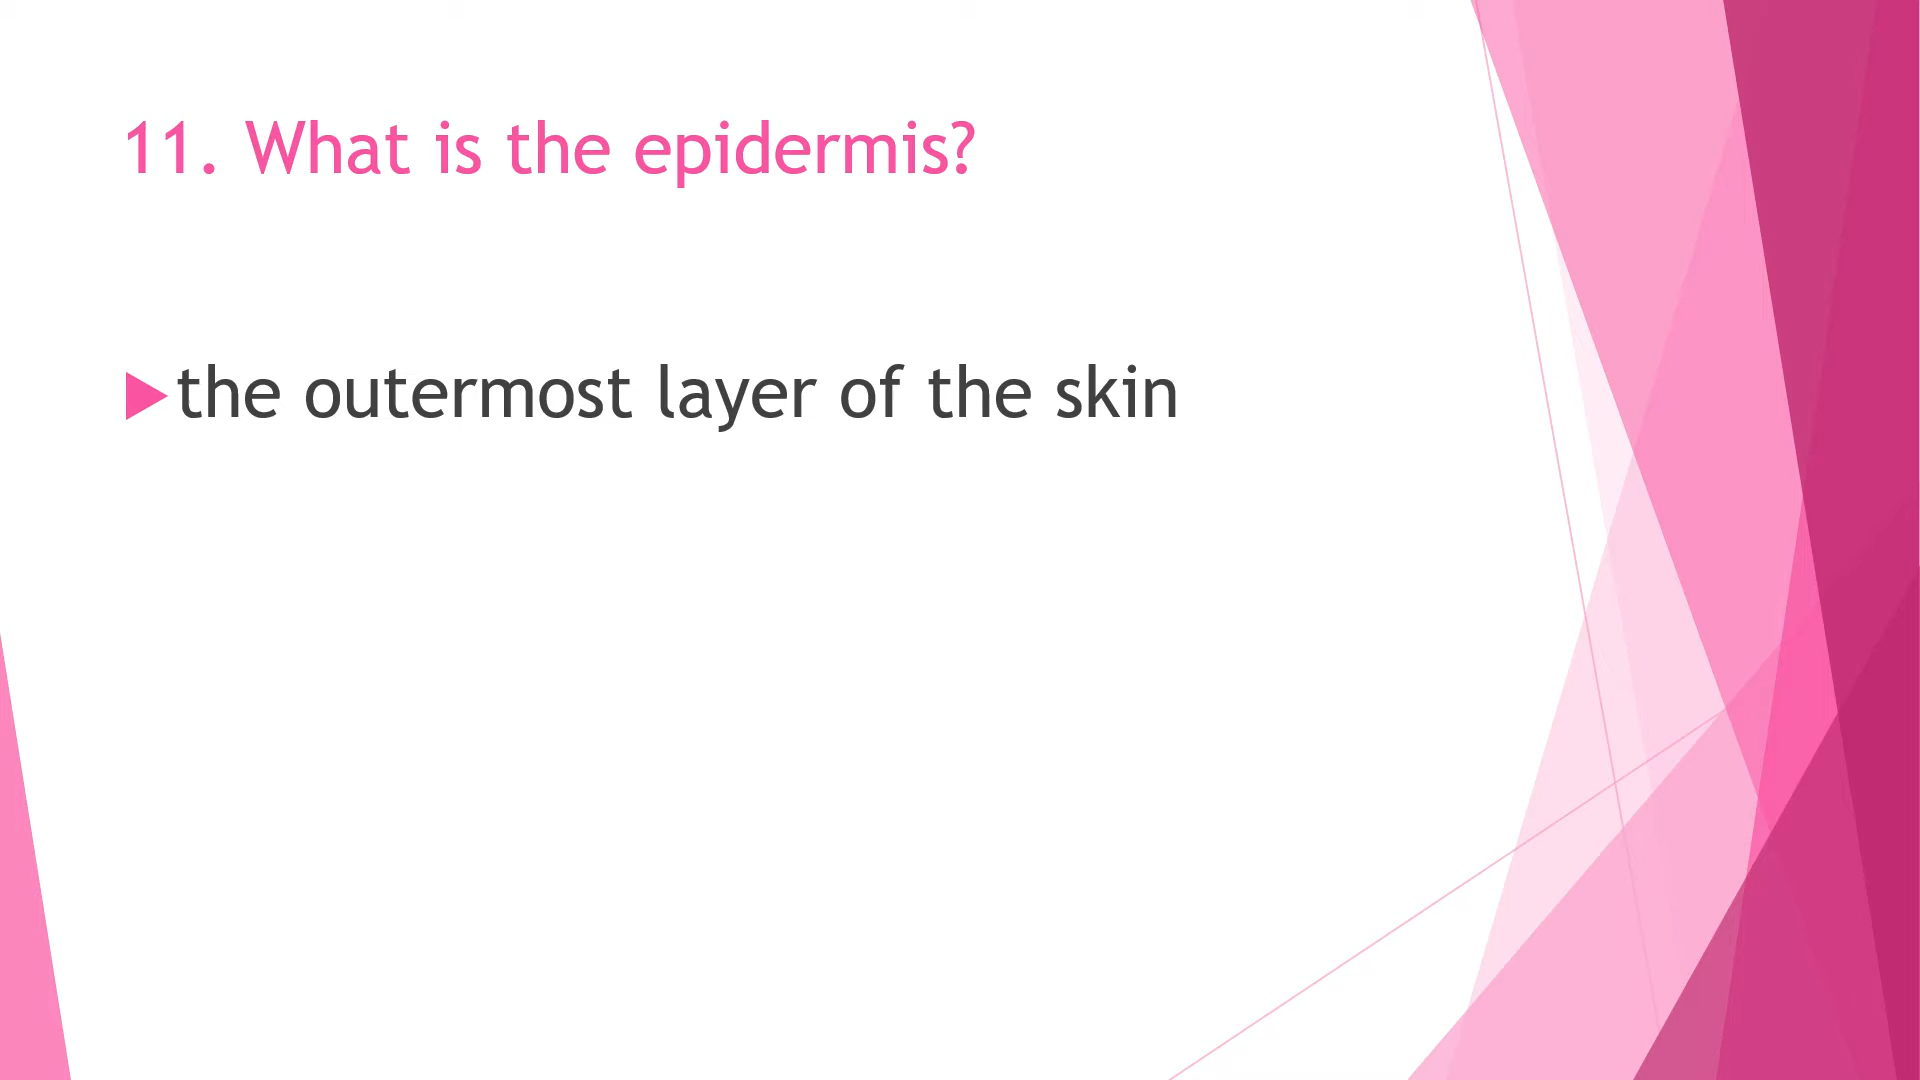 11. What is the epidermis?
the outermost layer of the skin